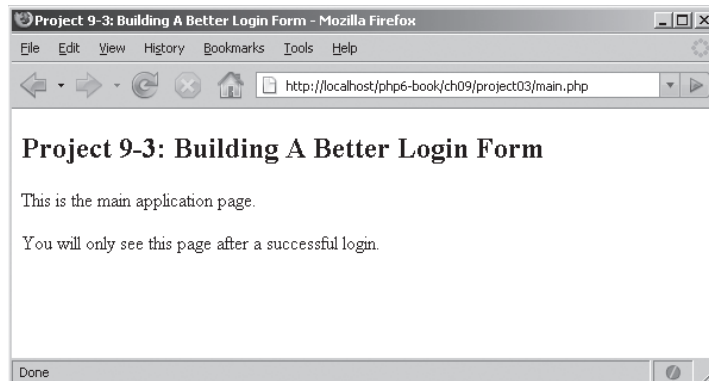 Project 9-3: Building A Better Login Form - Mozilla Firefox
File Edit View History Bookmarks Tools Help
http://localhost/php6-book/ch09/project03/main.php
Project 9-3: Building A Better Login Form
This is the main application page.
You will only see this page after a successful login.
Done